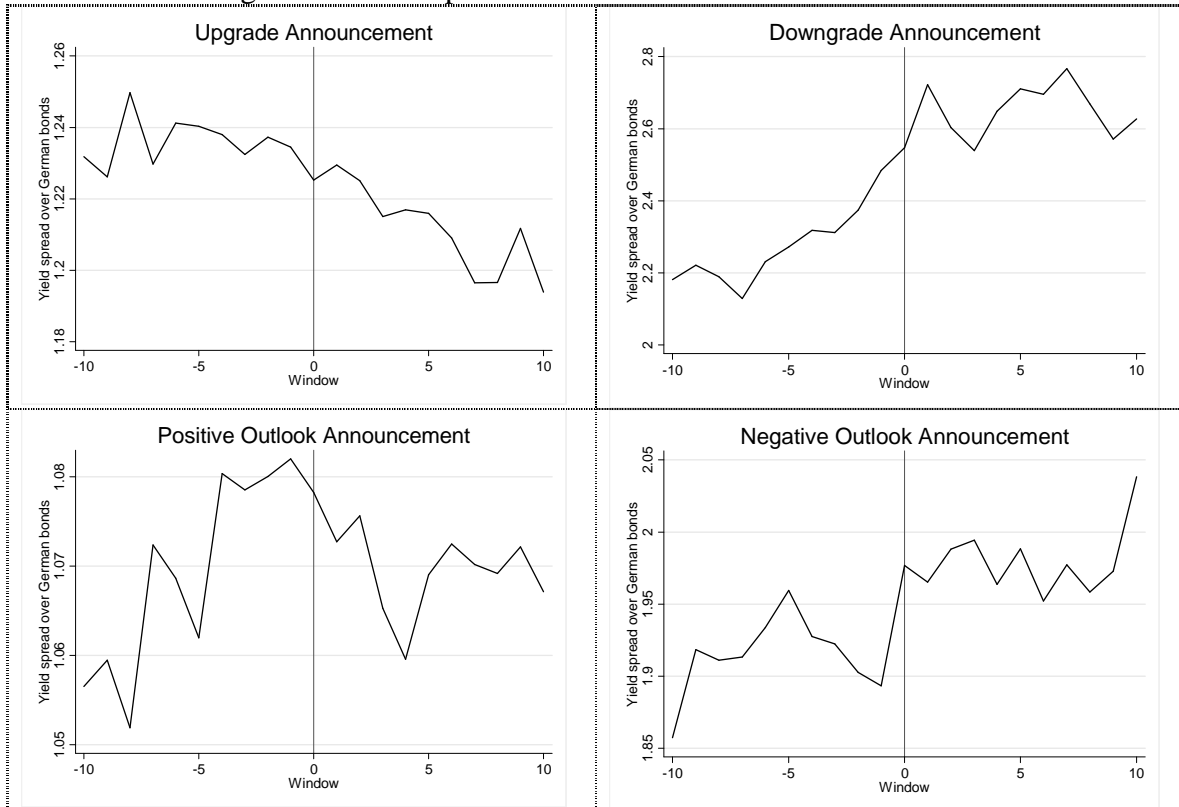 Upgrade Announcement
Yield spread over German bonds
1.26
1.24
1.22
1.2
1.18
-10 -5 0 5 10
Window
Downgrade Announcement
Yield spread over German bonds
2.8
2.6
2.4
2.2
2
-10 -5 0 5 10
Window
Positive Outlook Announcement
Yield spread over German bonds
1.08
1.07
1.06
1.05
-10 -5 0 5 10
Window
Negative Outlook Announcement
Yield spread over German bonds
2.05
2
1.95
1.9
1.85
-10 -5 0 5 10
Window